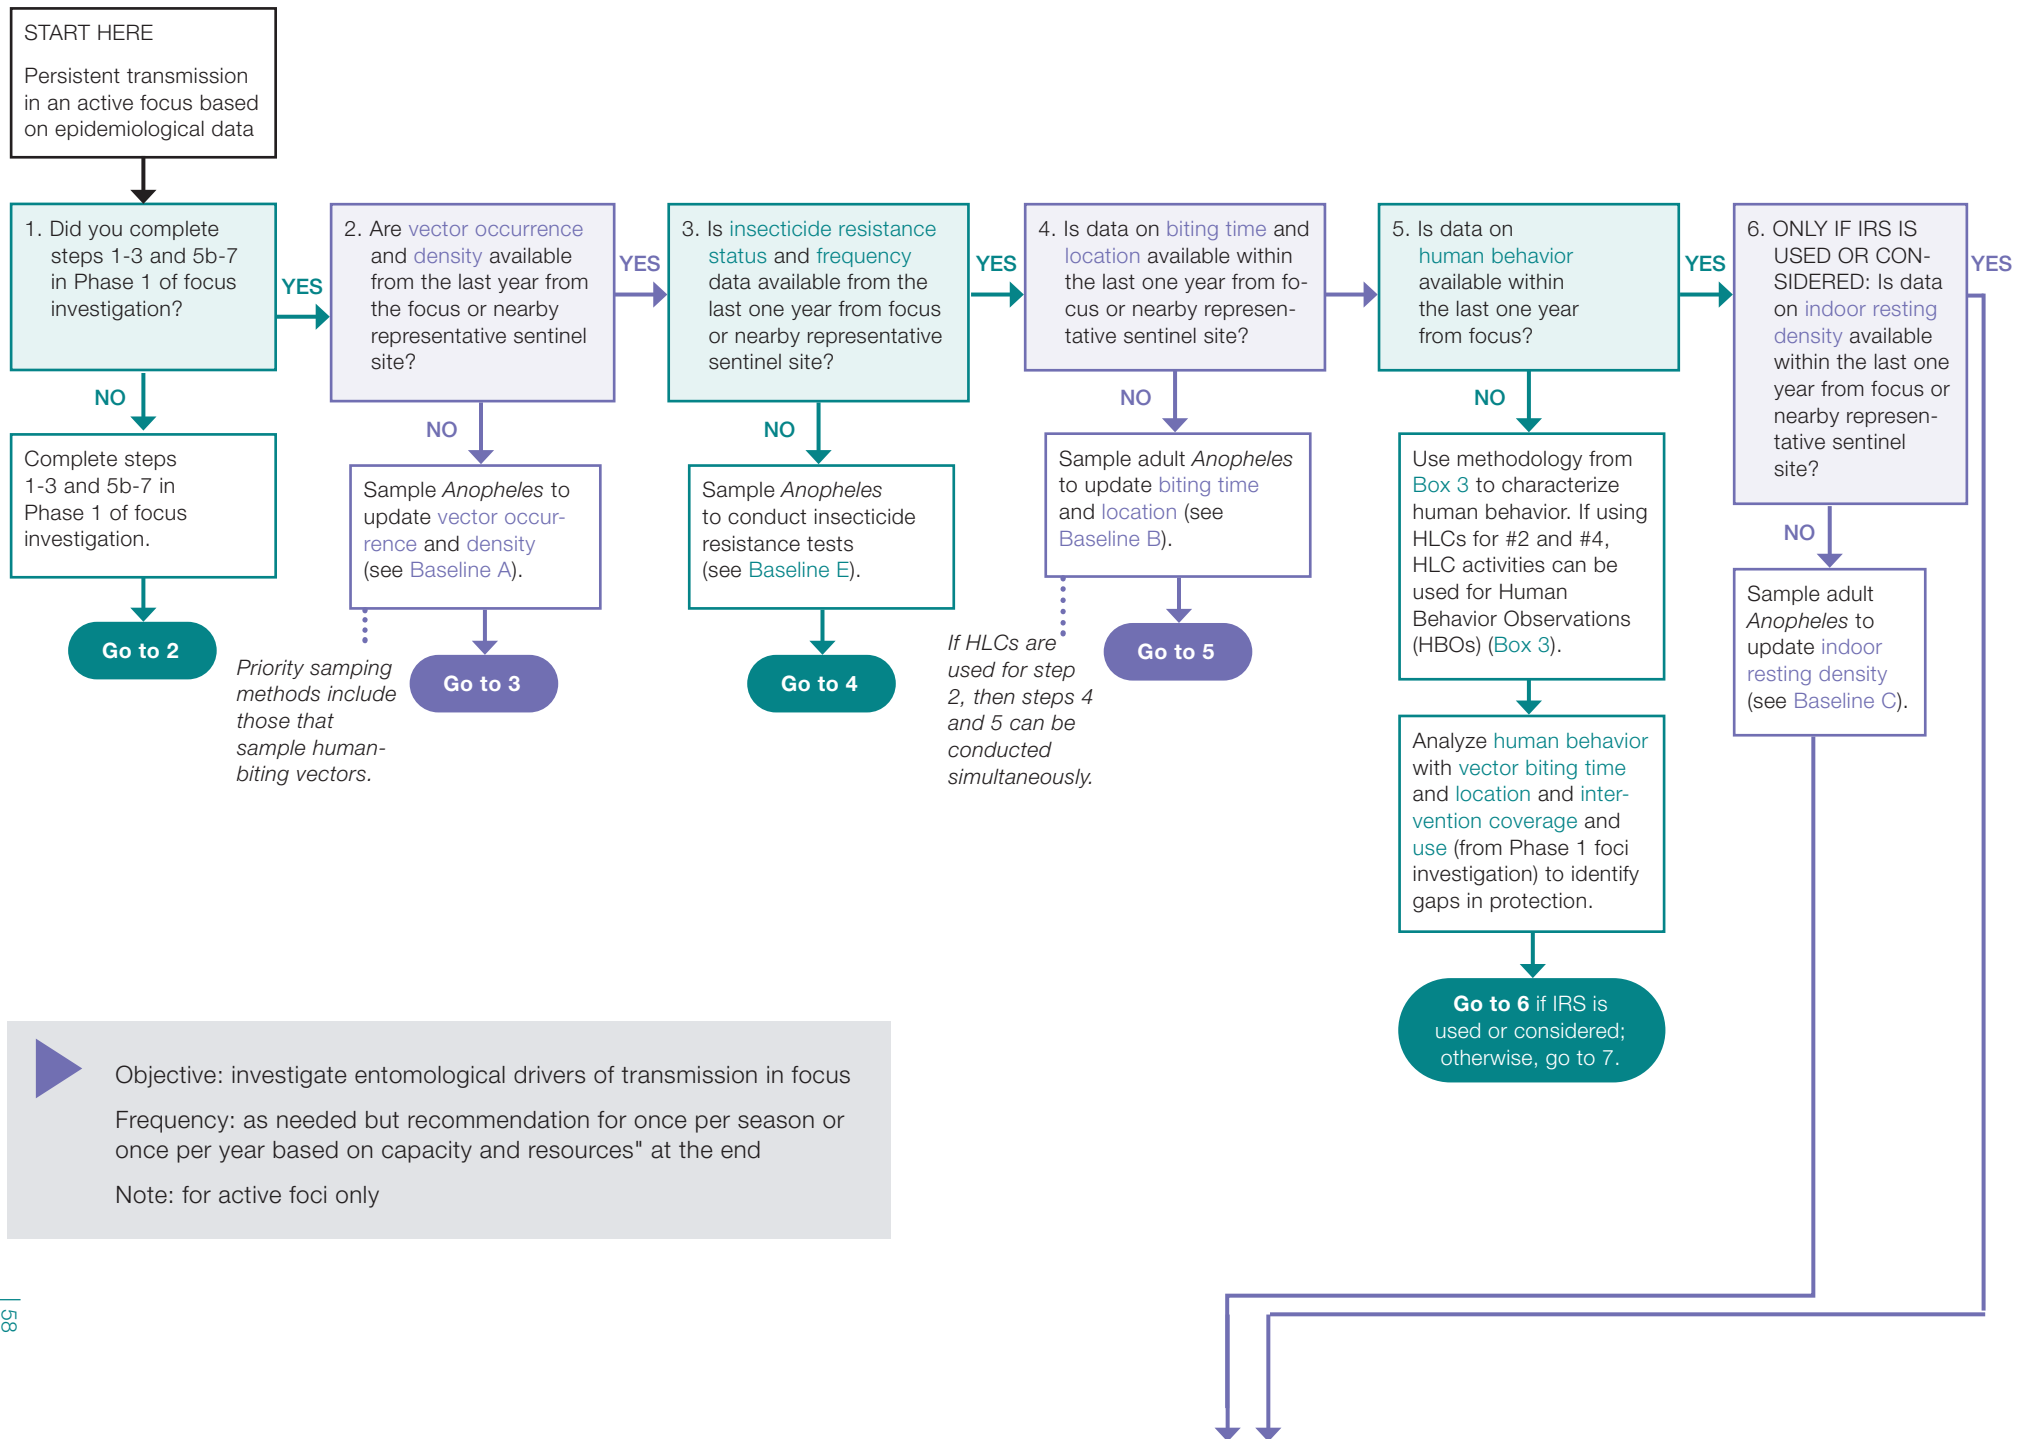 START HERE
Persistent transmission
in an active focus based
on epidemiological data
1. Did you complete
steps 1-3 and 5b-7
in Phase 1 of focus
investigation?
YES
NO
Complete steps
1-3 and 5b-7 in
Phase 1 of focus
investigation.
Go to 2
2. Are vector occurrence
and density available
from the last year from
the focus or nearby
representative sentinel
site?
YES
NO
Sample Anopheles to
update vector occur-
rence and density
(see Baseline A).
Priority samping
methods include
those that
sample human-
biting vectors.
Go to 3
3. Is insecticide resistance
status and frequency
data available from the
last one year from focus
or nearby representative
sentinel site?
YES
NO
Sample Anopheles
to conduct insecticide
resistance tests
(see Baseline E).
Go to 4
4. Is data on biting time and
location available within
the last one year from fo-
cus or nearby represen-
tative sentinel site?
NO
Sample adult Anopheles
to update biting time
and location (see
Baseline B).
If HLCs are
used for step
2, then steps 4
and 5 can be
conducted
simultaneously.
Go to 5
5. Is data on
human behavior
available within
the last one year
from focus?
YES
NO
Use methodology from
Box 3 to characterize
human behavior. If using
HLCs for #2 and #4,
HLC activities can be
used for Human
Behavior Observations
(HBOs) (Box 3).
Analyze human behavior
with vector biting time
and location and inter-
vention coverage and
use (from Phase 1 foci
investigation) to identify
gaps in protection.
Go to 6 if IRS is
used or considered;
otherwise, go to 7.
6. ONLY IF IRS IS
USED OR CON-
SIDERED: Is data
on indoor resting
density available
within the last one
year from focus or
nearby represen-
tative sentinel
site?
YES
NO
Sample adult
Anopheles to
update indoor
resting density
(see Baseline C).
Objective: investigate entomological drivers of transmission in focus
Frequency: as needed but recommendation for once per season or
once per year based on capacity and resources" at the end
Note: for active foci only
| 58